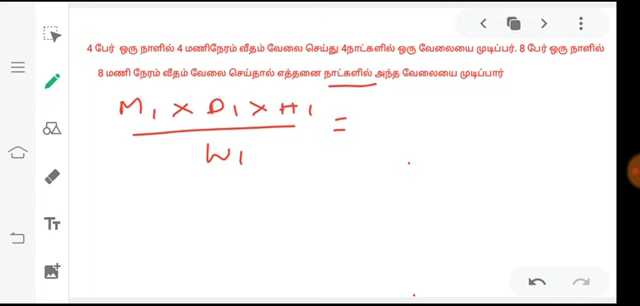 4 பேர் ஒரு நாளில் 4 மணிநேரம் வீதம் வேலை செய்து 4நாட்களில் ஒரு வேலையை முடிப்பர். 8 பேர் ஒரு நாளில்
8 மணி நேரம் வீதம் வேலை செய்தால் எத்தனை நாட்களில் அந்த வேலையை முடிப்பார்
M1 × D1 × H1 =
W1
Tт